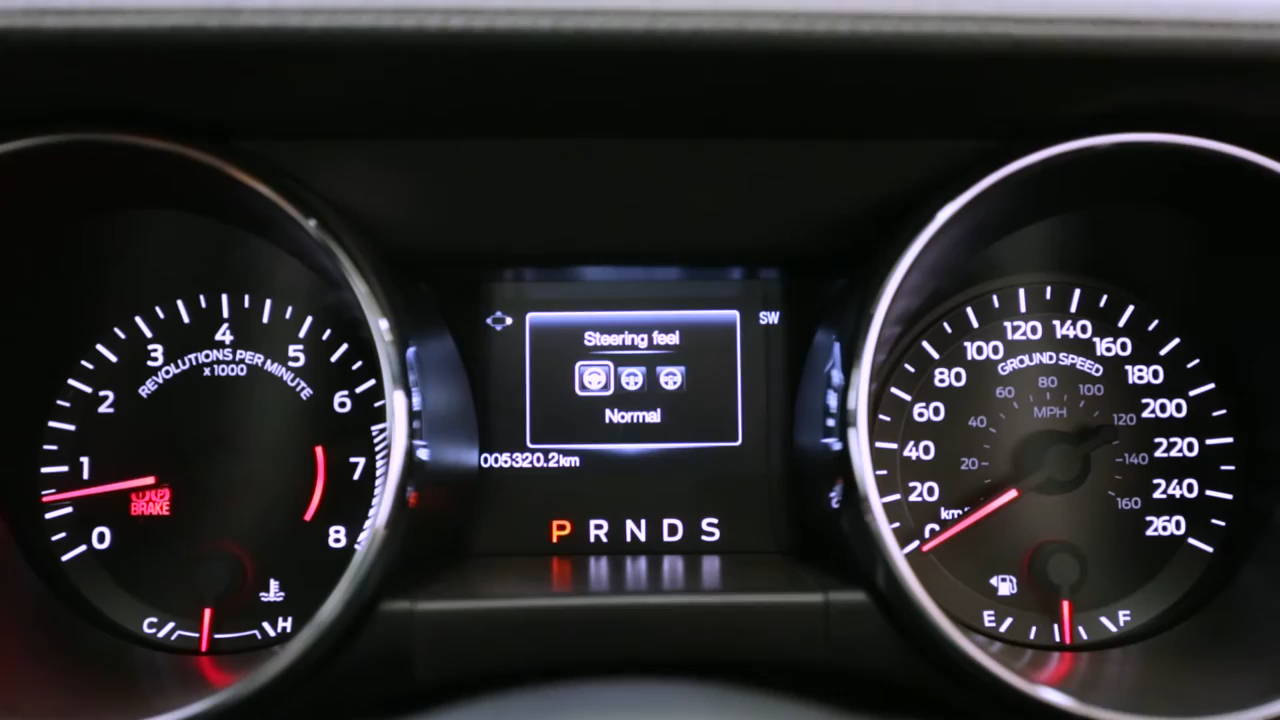 0
1
2
3
4
5
6
7
8
REVOLUTIONS PER MINUTE
x1000
BRAKE
C
H
SW
Steering feel
Normal
005320.2km
P R N D S
0
20
40
60
80
100
120
140
160
180
200
220
240
260
GROUND SPEED
20
40
60
80
100
120
140
160
MPH
E
F